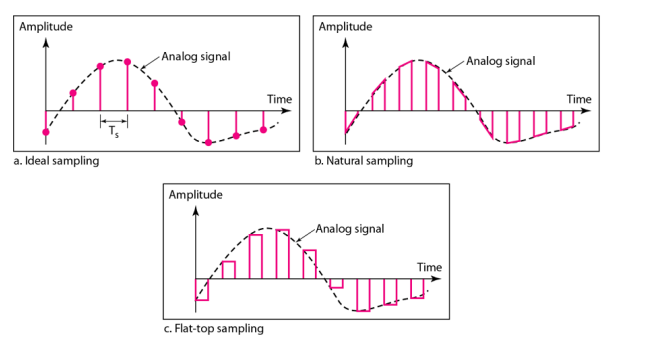 Amplitude
Analog signal
Time
Ts
a. Ideal sampling
Amplitude
Analog signal
Time
b. Natural sampling
Amplitude
Analog signal
Time
c. Flat-top sampling